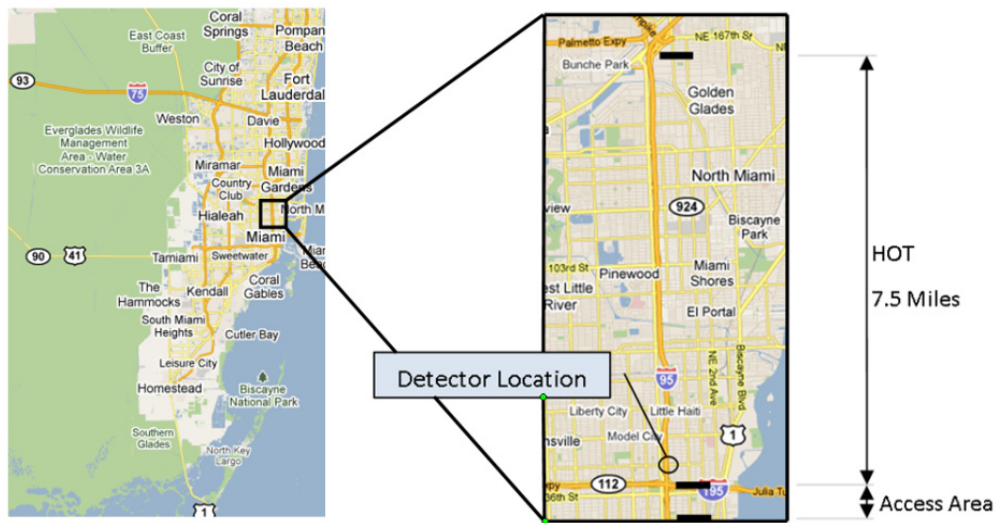 Coral
Springs
Pompan
Beach
East Coast
Buffer
City of
Sunrise
93
75
Fort
Lauderdal
Weston
Davie
Everglades Wildlife
Management
Area - Water
Conservation Area 3A
Hollywood
Miramar
Miami
Gardens
Country
Club
Hialeah
North M
Miami
90
41
Tamiami
Sweetwater
Miar
Bea
The
Hammocks
Kendall
Coral
Gables
South Miami
Heights
Cutler Bay
Leisure City
Homestead
Biscayne
National Park
Southern
Glades
North Key
Largo
1
Detector Location
Palmetto Expy
NE 167th St
Bunche Park
Golden
Glades
North Miami
924
view
Biscayne
Park
103rd St
Pinewood
Miami
Shores
est Little
River
El Portal
NE 2nd Ave
Biscayne Blvd
95
Liberty City
Little Haiti
Model City
nsville
1
112
195
xpy
36th St
Julia Tu
HOT
7.5 Miles
Access Area